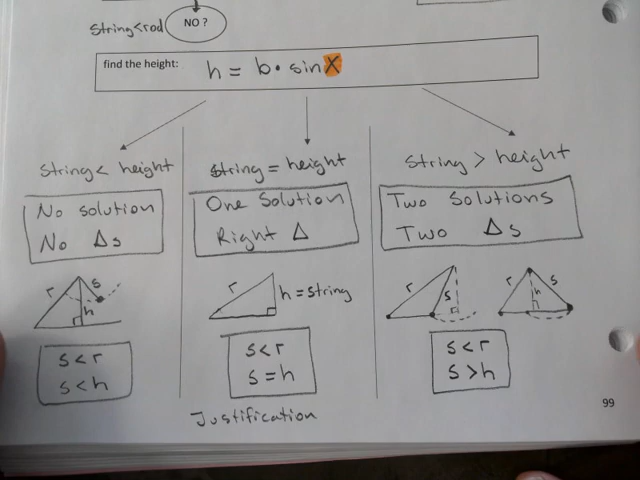 String<rod
NO ?
find the height: h = b • sin X
String < height
String = height
String > height
No Solution
No Δs
One Solution
Right Δ
Two Solutions
Two Δs
r s h
r h = string
r s
r s h
s < r
s < h
s < r
s = h
s < r
s > h
Justification
99